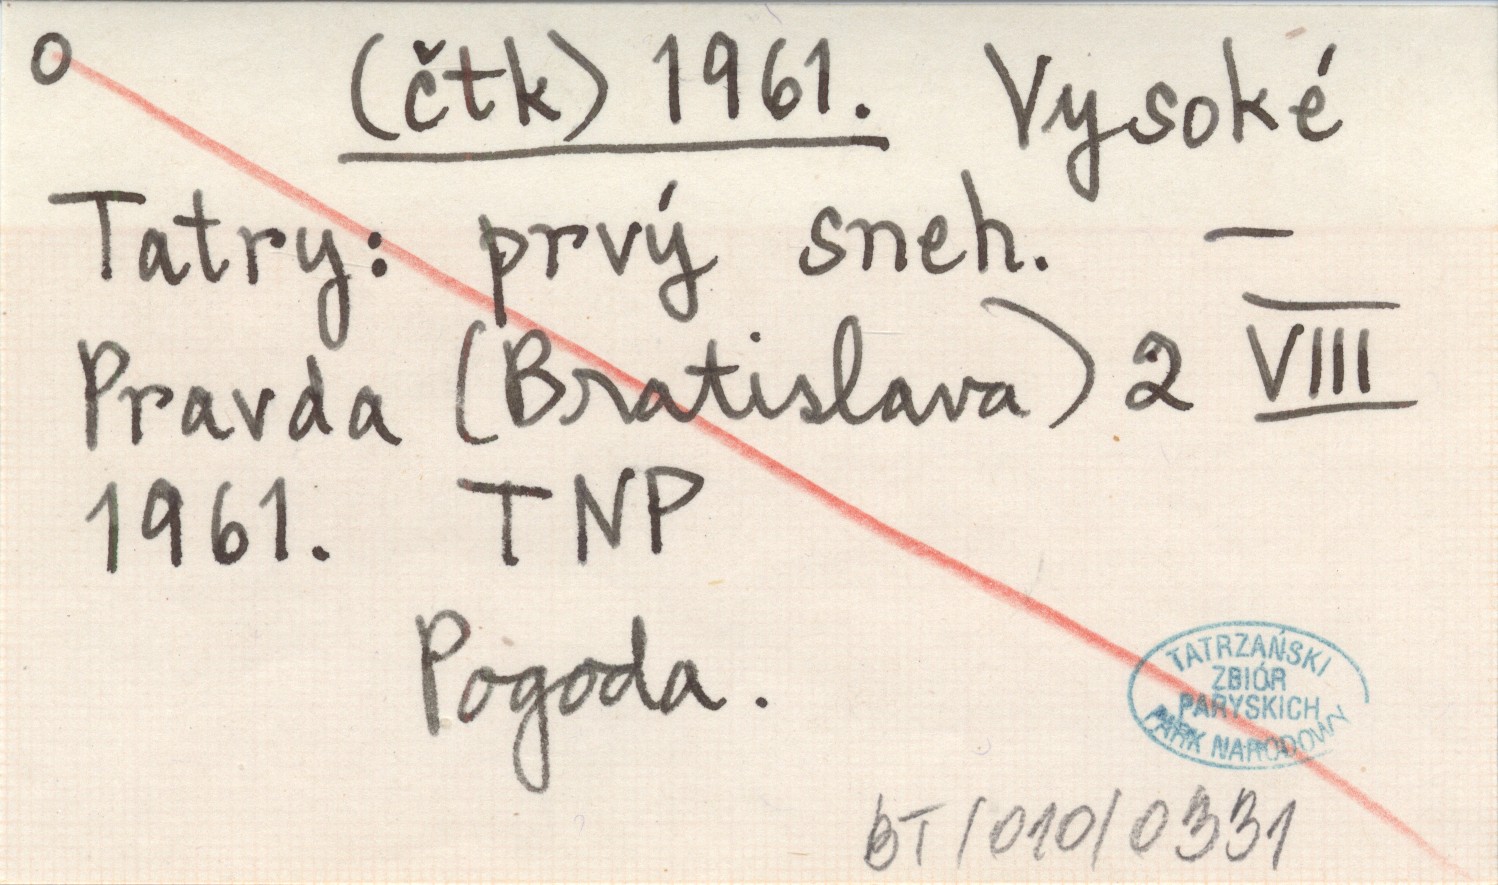 O (čtk) 1961. Vysoké
Tatry: prvý sneh. —
Pravda (Bratislava) 2 VIII
1961. TNP
Pogoda.
TATRZAŃSKI
ZBIÓR
PARYSKICH
PARK NARODOWY
BT/010/0331